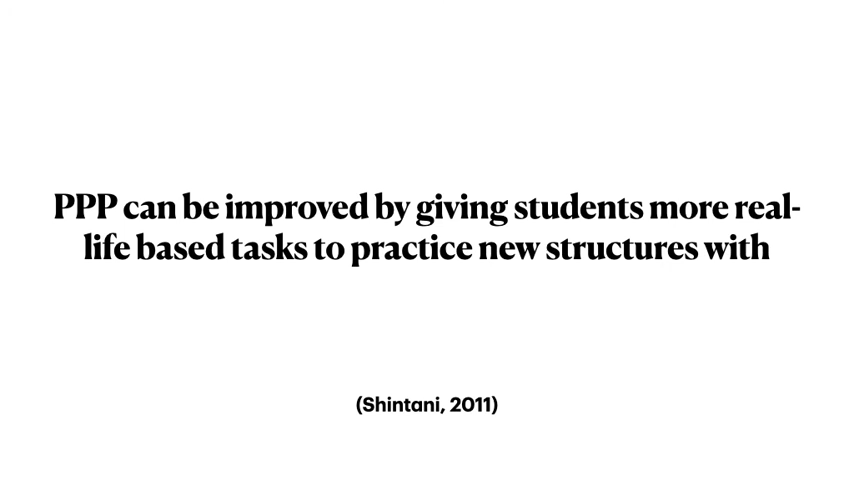 PPP can be improved by giving students more real-
life based tasks to practice new structures with
(Shintani, 2011)